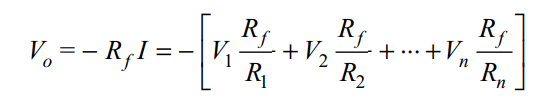 V_o = − R_f I = −[V_1 R_f/R_1 + V_2 R_f/R_2 + ··· + V_n R_f/R_n]